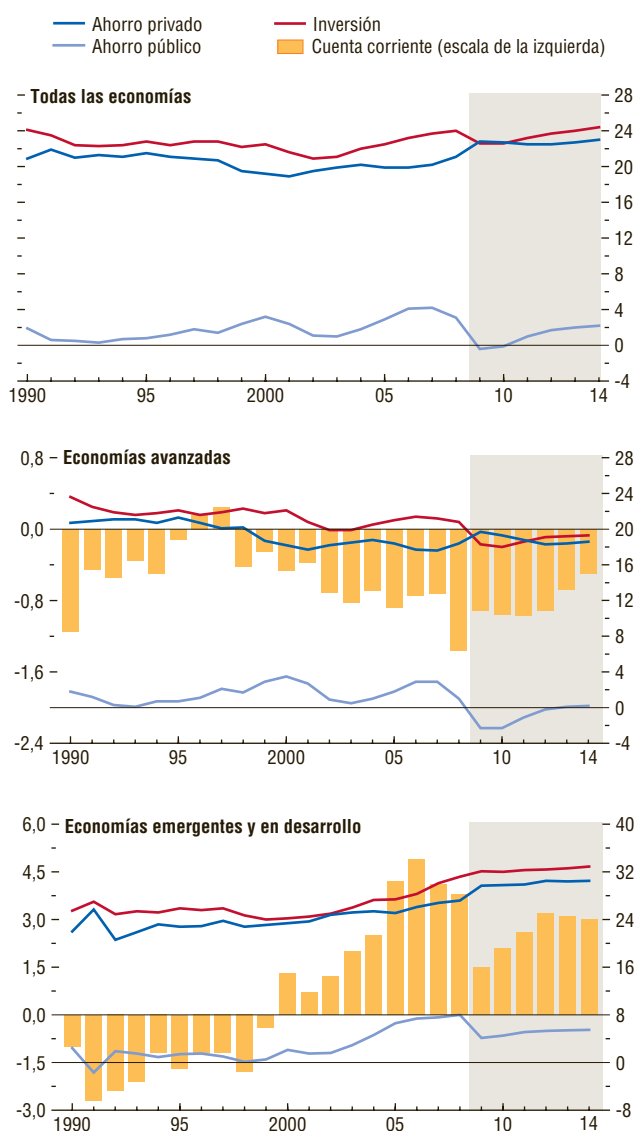 Ahorro privado
Inversión
Ahorro público
Cuenta corriente (escala de la izquierda)
Todas las economías
28
24
20
16
12
8
4
0
-4
1990 95 2000 05 10 14
Economías avanzadas
0,8 28
24
0,0 20
16
-0,8 12
8
-1,6 4
0
-2,4 -4
1990 95 2000 05 10 14
Economías emergentes y en desarrollo
6,0 40
4,5 32
3,0 24
1,5 16
0,0 8
-1,5 0
-3,0 -8
1990 95 2000 05 10 14